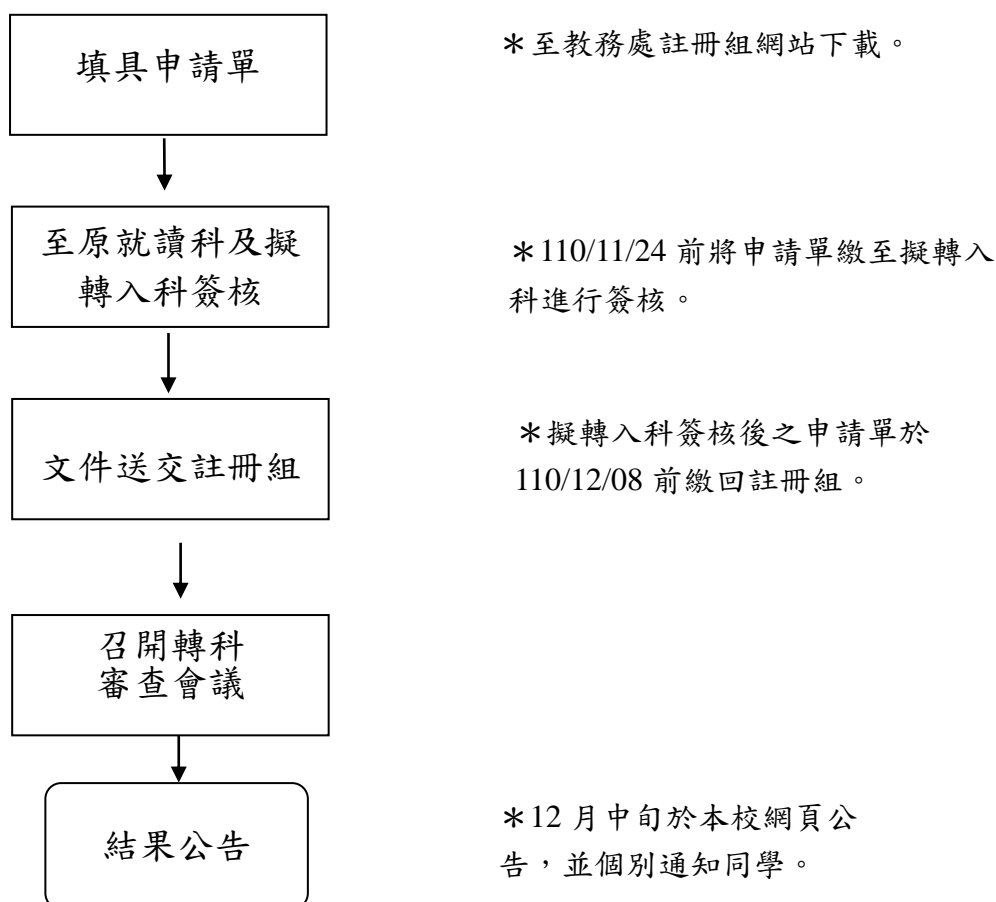 填具申請單
＊至教務處註冊組網站下載。
至原就讀科及擬
轉入科簽核
＊110/11/24 前將申請單繳至擬轉入
科進行簽核。
文件送交註冊組
＊擬轉入科簽核後之申請單於
110/12/08 前繳回註冊組。
召開轉科
審查會議
結果公告
＊12 月中旬於本校網頁公
告，並個別通知同學。